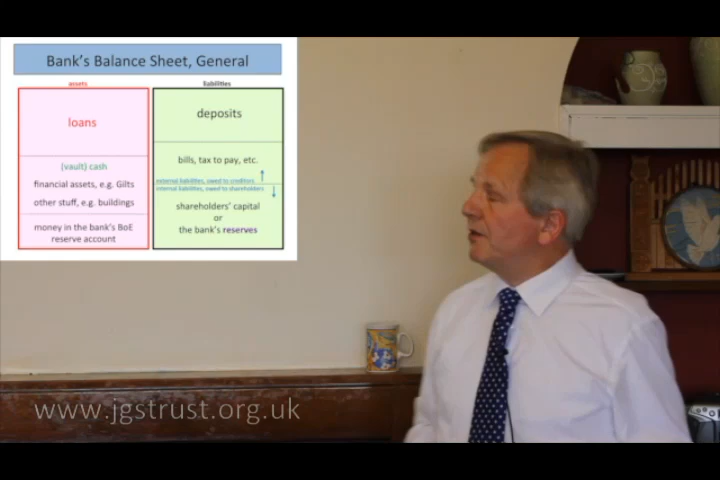 Bank's Balance Sheet, General
assets
liabilities
loans
(vault) cash
financial assets, e.g. Gilts
other stuff, e.g. buildings
money in the bank's BoE
reserve account
deposits
bills, tax to pay, etc.
external liabilities, owed to creditors
internal liabilities, owed to shareholders
shareholders' capital
or
the bank's reserves
www.jgstrust.org.uk